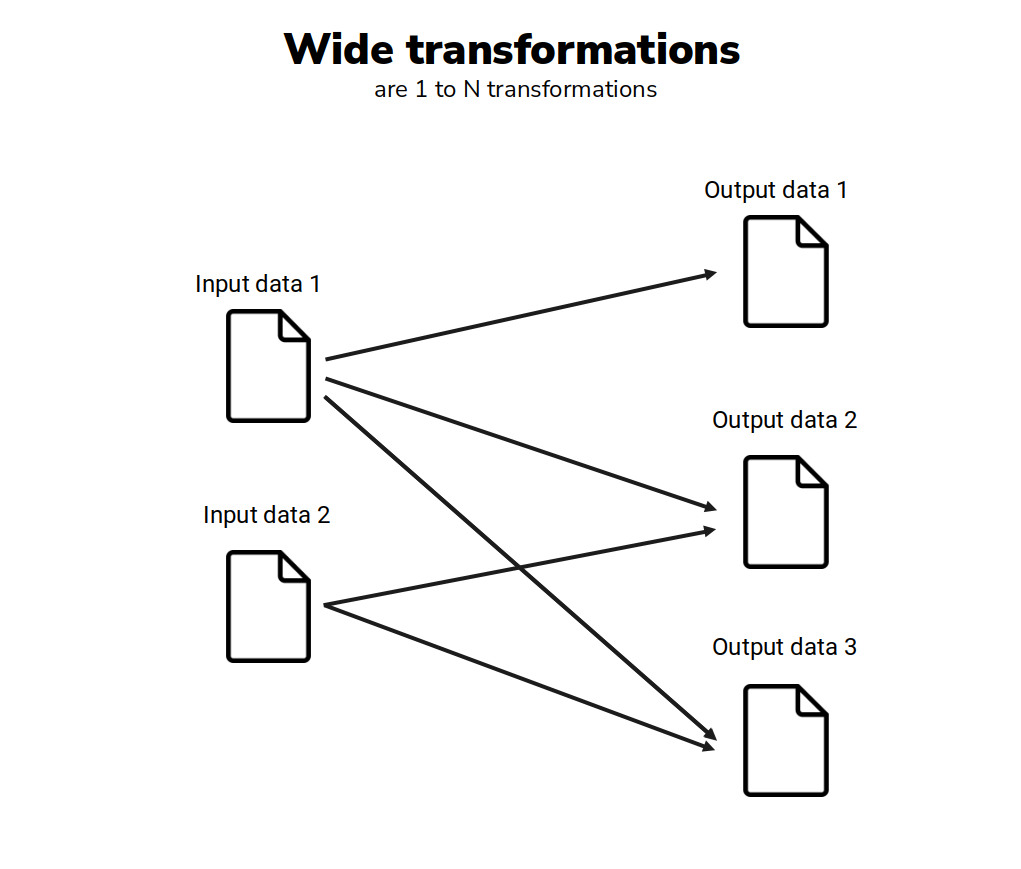 Wide transformations
are 1 to N transformations
Output data 1
Input data 1
Output data 2
Input data 2
Output data 3